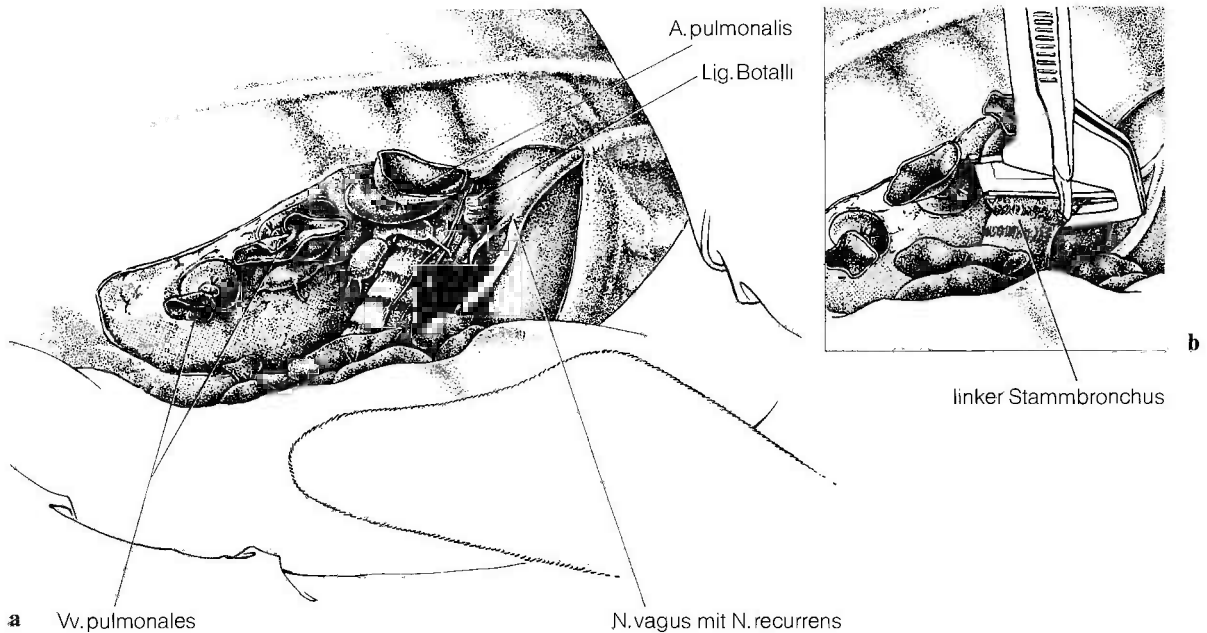 A. pulmonalis
Lig. Botalli
b
linker Stammbronchus
a
Vv. pulmonales
N. vagus mit N. recurrens